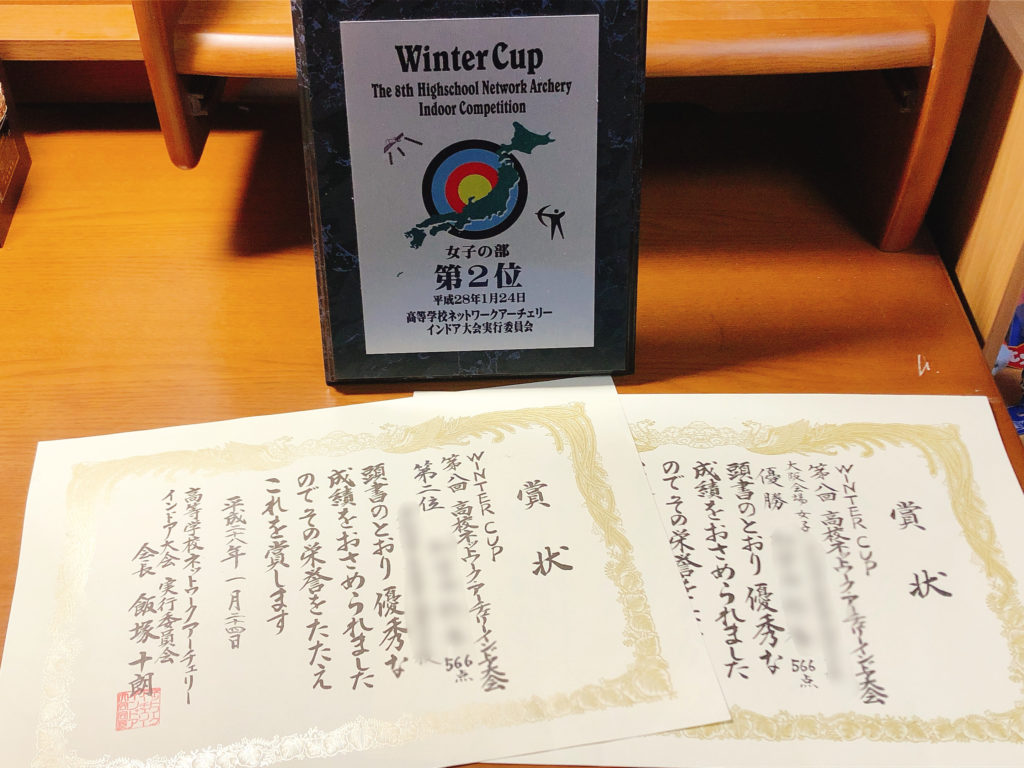 Winter Cup
The 8th Highschool Network Archery
Indoor Competition
女子の部
第2位
平成28年1月24日
高等学校ネットワークアーチェリー
インドア大会実行委員会
賞状
WINTER CUP
第八回 高校ネットワークアーチェリーインドア大会
第二位
566点
頭書のとおり 優秀な
成績をおさめられました
のでその栄誉をたたえ
これを賞します
平成二十八年 一月二十四日
高等学校ネットワークアーチェリー
インドア大会 実行委員会
会長 飯塚十朗
賞状
WINTER CUP
第八回 高校ネットワークアーチェリーインドア大会
大阪会場 女子
優勝
566点
頭書のとおり 優秀な
成績をおさめられました
のでその栄誉を